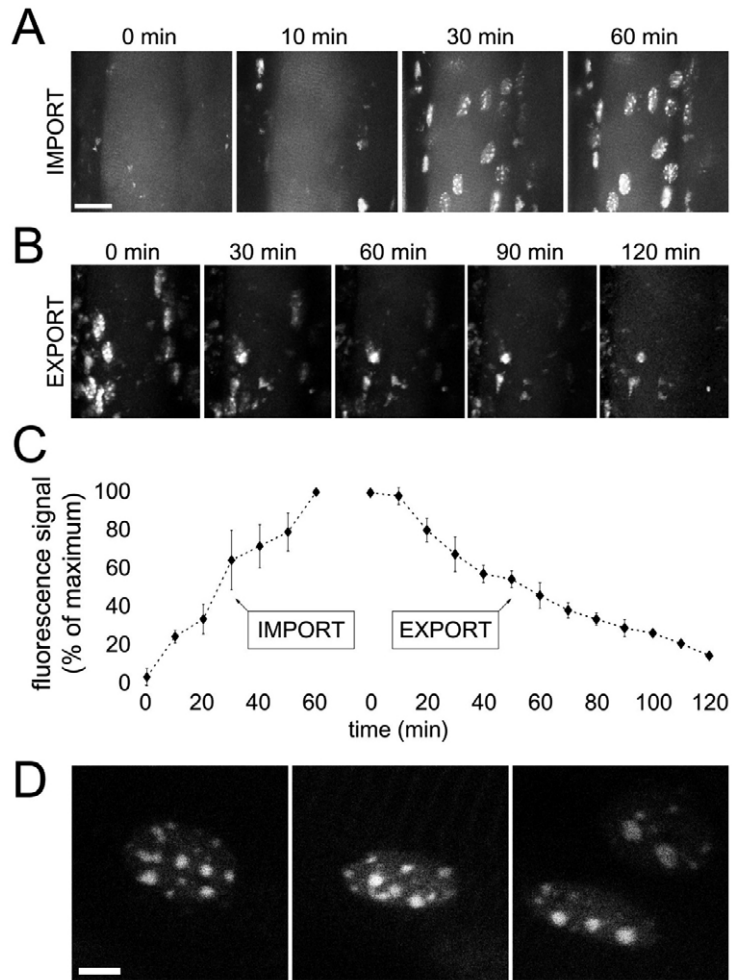 A
0 min 10 min 30 min 60 min
IMPORT
B
0 min 30 min 60 min 90 min 120 min
EXPORT
C
fluorescence signal
(% of maximum)
100
80
60
40
20
0
IMPORT
EXPORT
0 20 40 60 0 20 40 60 80 100 120
time (min)
D